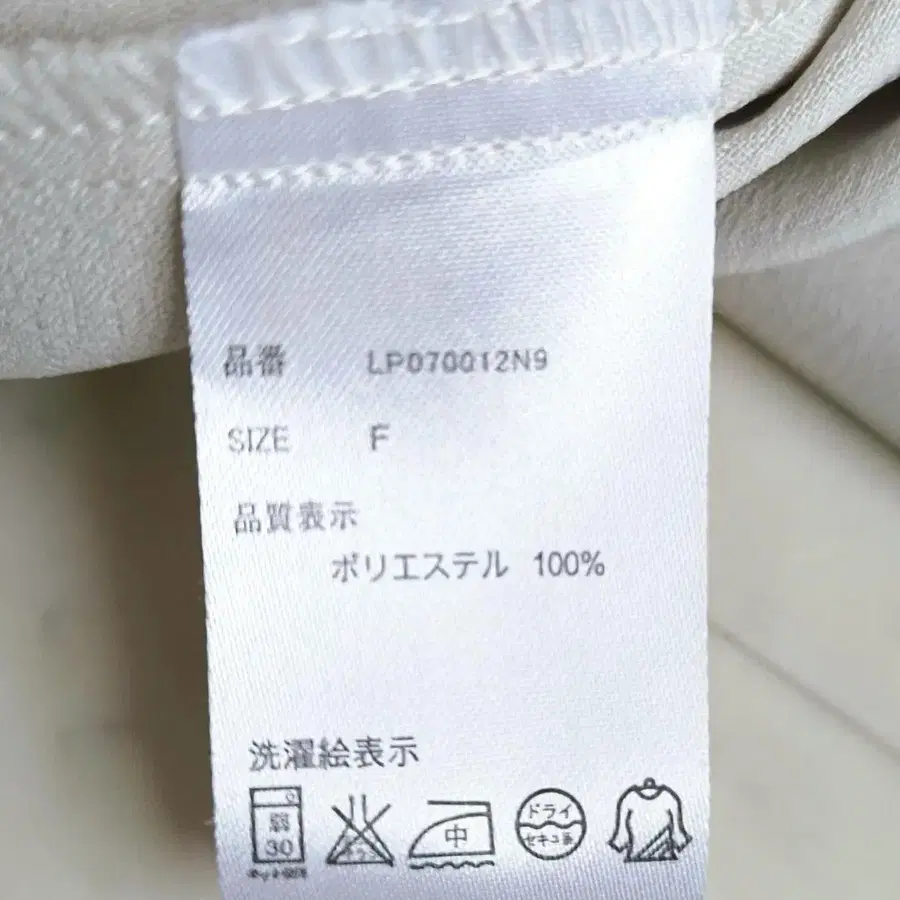 品番 LP070012N9
SIZE F
品質表示
ポリエステル 100%
洗濯絵表示
弱
30
中
ドライ
セキユ系